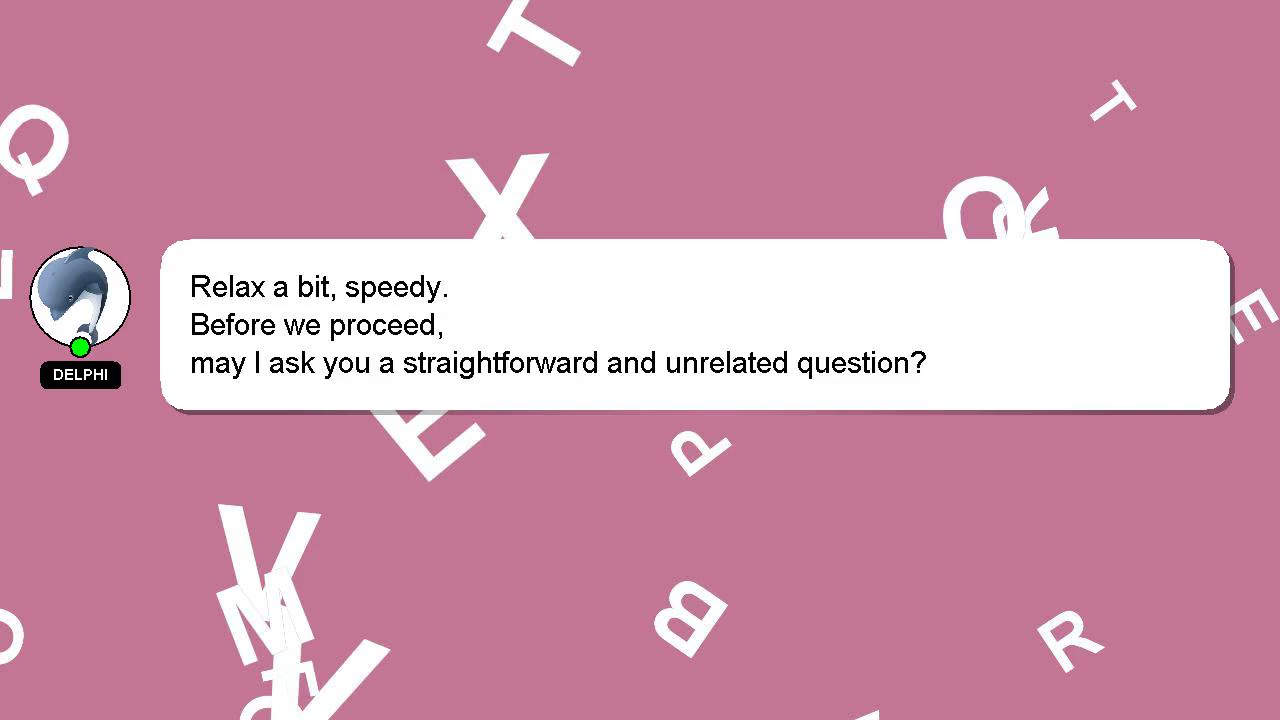 T
T
Q
X
Q
R
E
Relax a bit, speedy.
Before we proceed,
may I ask you a straightforward and unrelated question?
DELPHI
E
P
V
M
B
R
V